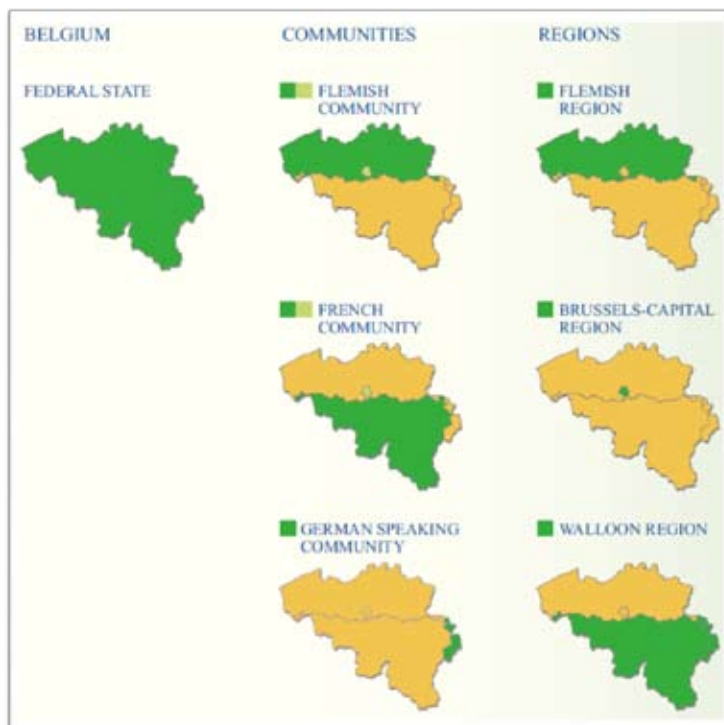 BELGIUM
COMMUNITIES
REGIONS
FEDERAL STATE
FLEMISH
COMMUNITY
FLEMISH
REGION
FRENCH
COMMUNITY
BRUSSELS-CAPITAL
REGION
GERMAN SPEAKING
COMMUNITY
WALLOON REGION